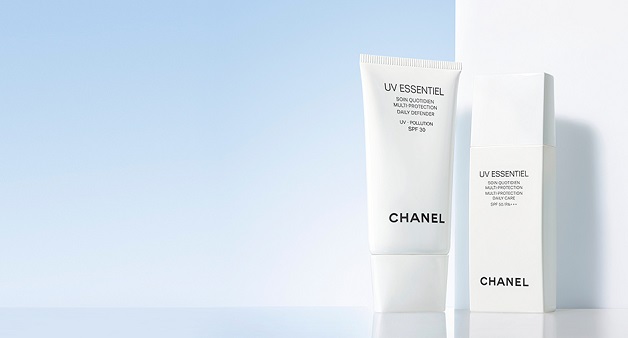 UV ESSENTIEL
SOIN QUOTIDIEN
MULTI-PROTECTION
DAILY DEFENDER
UV · POLLUTION
SPF 30
CHANEL
UV ESSENTIEL
SOIN QUOTIDIEN
MULTI-PROTECTION
MULTI-PROTECTION
DAILY CARE
SPF 50/PA+++
CHANEL